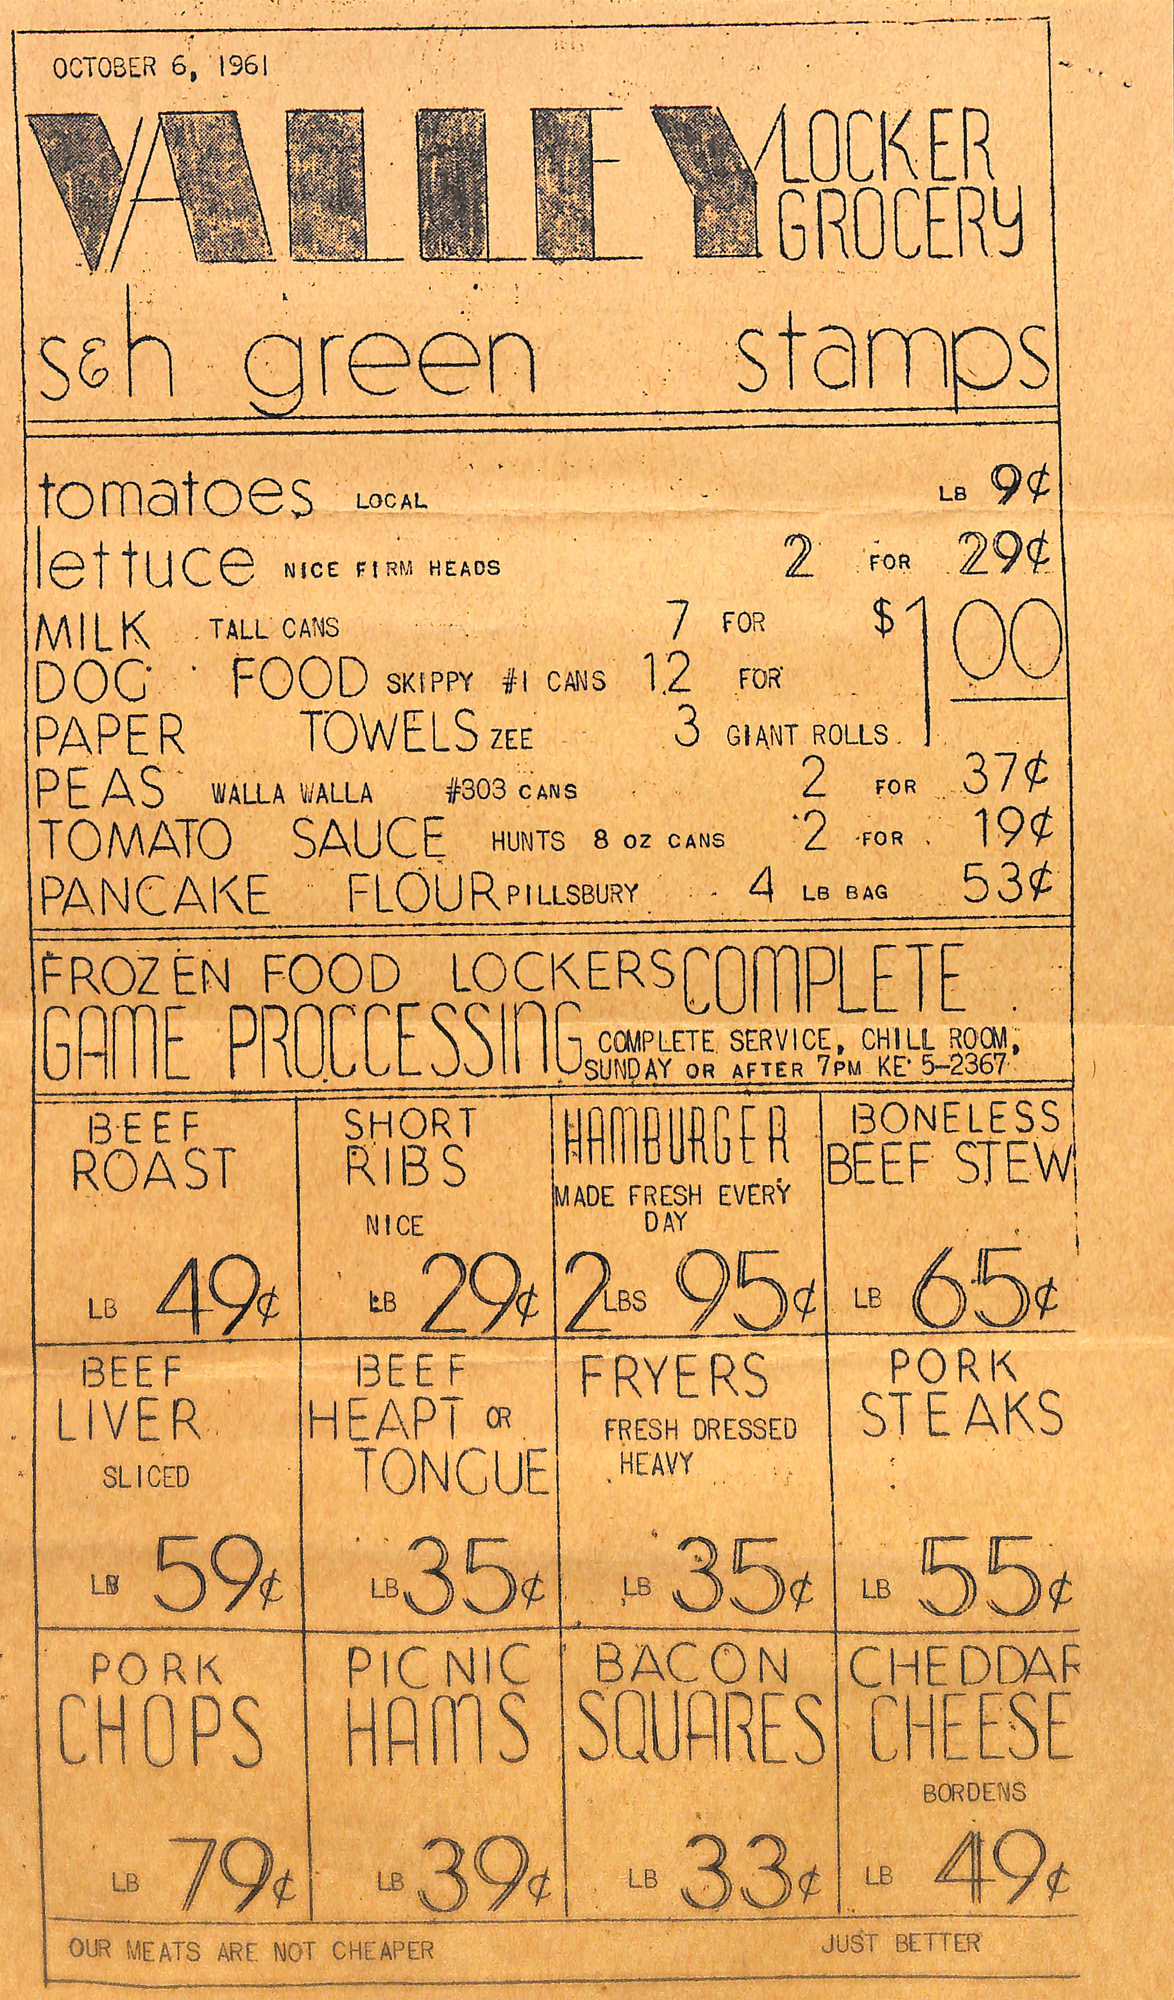 OCTOBER 6, 1961
VALLEY LOCKER
GROCERY
s&h green stamps
tomatoes LOCAL LB 9¢
lettuce NICE FIRM HEADS 2 FOR 29¢
MILK TALL CANS 7 FOR $1 00
DOG FOOD SKIPPY #1 CANS 12 FOR
PAPER TOWELS ZEE 3 GIANT ROLLS
PEAS WALLA WALLA #303 CANS 2 FOR 37¢
TOMATO SAUCE HUNTS 8 OZ CANS 2 FOR 19¢
PANCAKE FLOUR PILLSBURY 4 LB BAG 53¢
FROZEN FOOD LOCKERS COMPLETE
GAME PROCCESSING COMPLETE SERVICE, CHILL ROOM,
SUNDAY OR AFTER 7PM KE 5-2367
BEEF
ROAST
LB 49¢
SHORT
RIBS
NICE
LB 29¢
HAMBURGER
MADE FRESH EVERY
DAY
2 LBS 95¢
BONELESS
BEEF STEW
LB 65¢
BEEF
LIVER
SLICED
LB 59¢
BEEF
HEAPT OR
TONGUE
LB 35¢
FRYERS
FRESH DRESSED
HEAVY
LB 35¢
PORK
STEAKS
LB 55¢
PORK
CHOPS
LB 79¢
PICNIC
HAMS
LB 39¢
BACON
SQUARES
LB 33¢
CHEDDAR
CHEESE
BORDENS
LB 49¢
OUR MEATS ARE NOT CHEAPER JUST BETTER